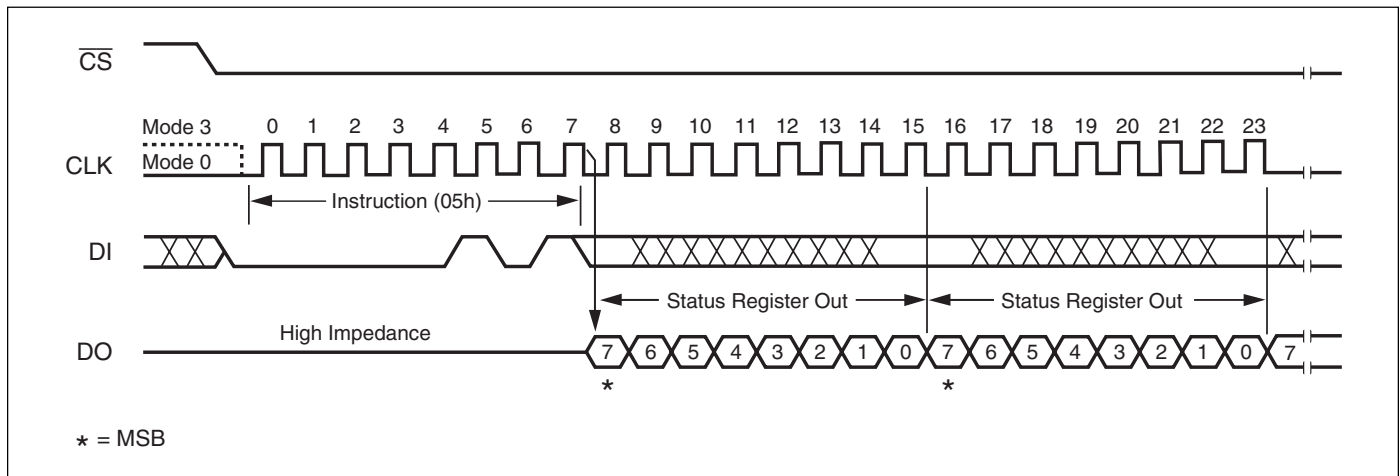 CS
Mode 3
0 1 2 3 4 5 6 7 8 9 10 11 12 13 14 15 16 17 18 19 20 21 22 23
CLK
Mode 0
Instruction (05h)
DI
Status Register Out Status Register Out
High Impedance
DO
7 6 5 4 3 2 1 0 7 6 5 4 3 2 1 0 7
* *
* = MSB